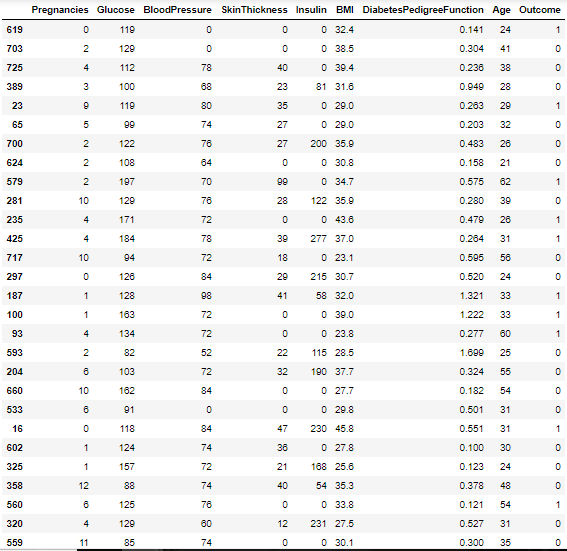 Pregnancies Glucose BloodPressure SkinThickness Insulin BMI DiabetesPedigreeFunction Age Outcome
619 0 119 0 0 0 32.4 0.141 24 1
703 2 129 0 0 0 38.5 0.304 41 0
725 4 112 78 40 0 39.4 0.236 38 0
389 3 100 68 23 81 31.6 0.949 28 0
23 9 119 80 35 0 29.0 0.263 29 1
65 5 99 74 27 0 29.0 0.203 32 0
700 2 122 76 27 200 35.9 0.483 26 0
624 2 108 64 0 0 30.8 0.158 21 0
579 2 197 70 99 0 34.7 0.575 62 1
281 10 129 76 28 122 35.9 0.280 39 0
235 4 171 72 0 0 43.6 0.479 26 1
425 4 184 78 39 277 37.0 0.264 31 1
717 10 94 72 18 0 23.1 0.595 56 0
297 0 126 84 29 215 30.7 0.520 24 0
187 1 128 98 41 58 32.0 1.321 33 1
100 1 163 72 0 0 39.0 1.222 33 1
93 4 134 72 0 0 23.8 0.277 60 1
593 2 82 52 22 115 28.5 1.699 25 0
204 6 103 72 32 190 37.7 0.324 55 0
660 10 162 84 0 0 27.7 0.182 54 0
533 6 91 0 0 0 29.8 0.501 31 0
16 0 118 84 47 230 45.8 0.551 31 1
602 1 124 74 36 0 27.8 0.100 30 0
325 1 157 72 21 168 25.6 0.123 24 0
358 12 88 74 40 54 35.3 0.378 48 0
560 6 125 76 0 0 33.8 0.121 54 1
320 4 129 60 12 231 27.5 0.527 31 0
559 11 85 74 0 0 30.1 0.300 35 0